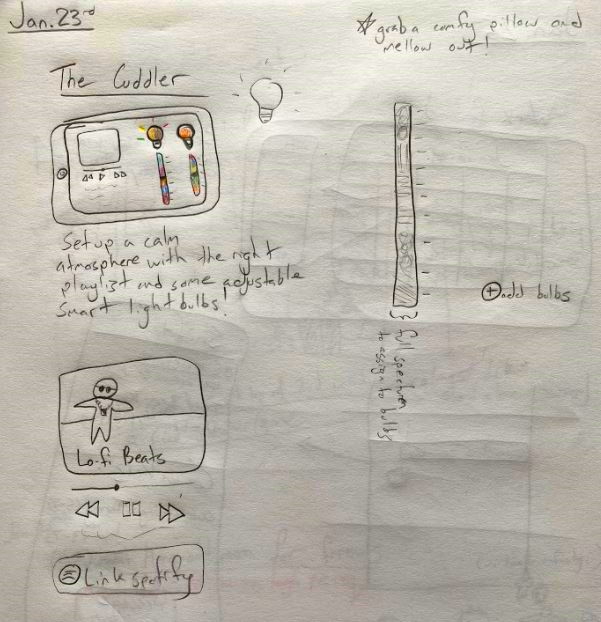 Jan. 23rd
☆ grab a comfy pillow and
mellow out!
The Cuddler
Set up a calm
atmosphere with the right
playlist and some adjustable
smart light bulbs!
⊕ add bulbs
full spectrum
to assign to bulbs
Lo-fi Beats
Link spotify